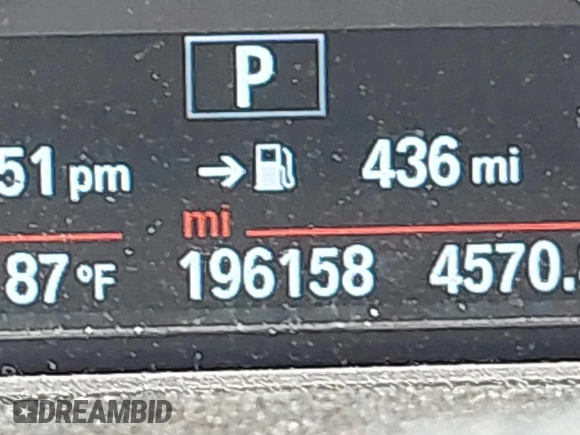 P
51 pm → 436 mi
mi
87 °F 196158 4570.
DREAMBID